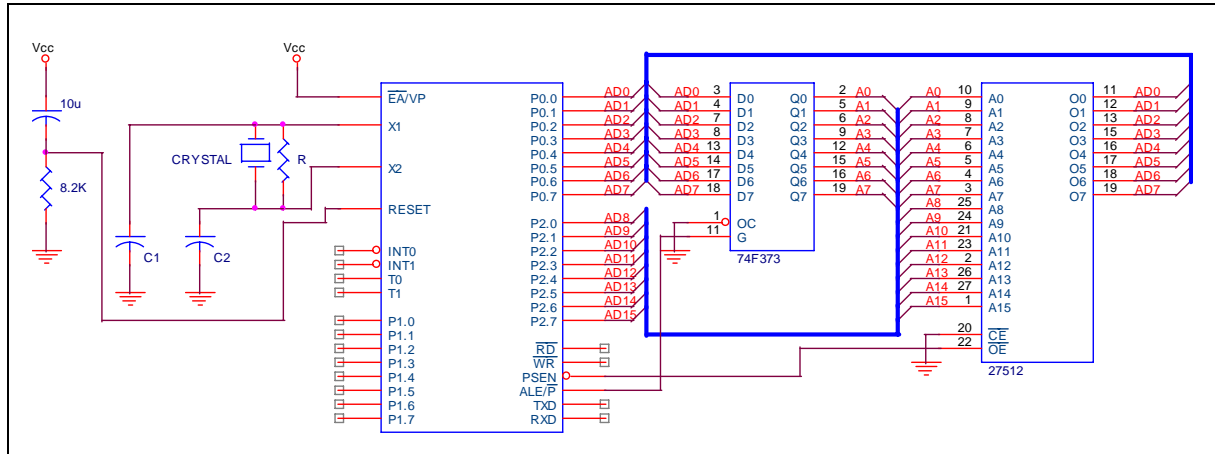 Vcc
10u
8.2K
Vcc
CRYSTAL
R
C1
C2
EA/VP
X1
X2
RESET
INT0
INT1
T0
T1
P1.0
P1.1
P1.2
P1.3
P1.4
P1.5
P1.6
P1.7
P0.0 AD0
P0.1 AD1
P0.2 AD2
P0.3 AD3
P0.4 AD4
P0.5 AD5
P0.6 AD6
P0.7 AD7
P2.0 AD8
P2.1 AD9
P2.2 AD10
P2.3 AD11
P2.4 AD12
P2.5 AD13
P2.6 AD14
P2.7 AD15
RD
WR
PSEN
ALE/P
TXD
RXD
AD0 3 D0 Q0 2 A0
AD1 4 D1 Q1 5 A1
AD2 7 D2 Q2 6 A2
AD3 8 D3 Q3 9 A3
AD4 13 D4 Q4 12 A4
AD5 14 D5 Q5 15 A5
AD6 17 D6 Q6 16 A6
AD7 18 D7 Q7 19 A7
1 OC
11 G
74F373
A0 10 A0 O0 11 AD0
A1 9 A1 O1 12 AD1
A2 8 A2 O2 13 AD2
A3 7 A3 O3 15 AD3
A4 6 A4 O4 16 AD4
A5 5 A5 O5 17 AD5
A6 4 A6 O6 18 AD6
A7 3 A7 O7 19 AD7
A8 25 A8
A9 24 A9
A10 21 A10
A11 23 A11
A12 2 A12
A13 26 A13
A14 27 A14
A15 1 A15
20 CE
22 OE
27512